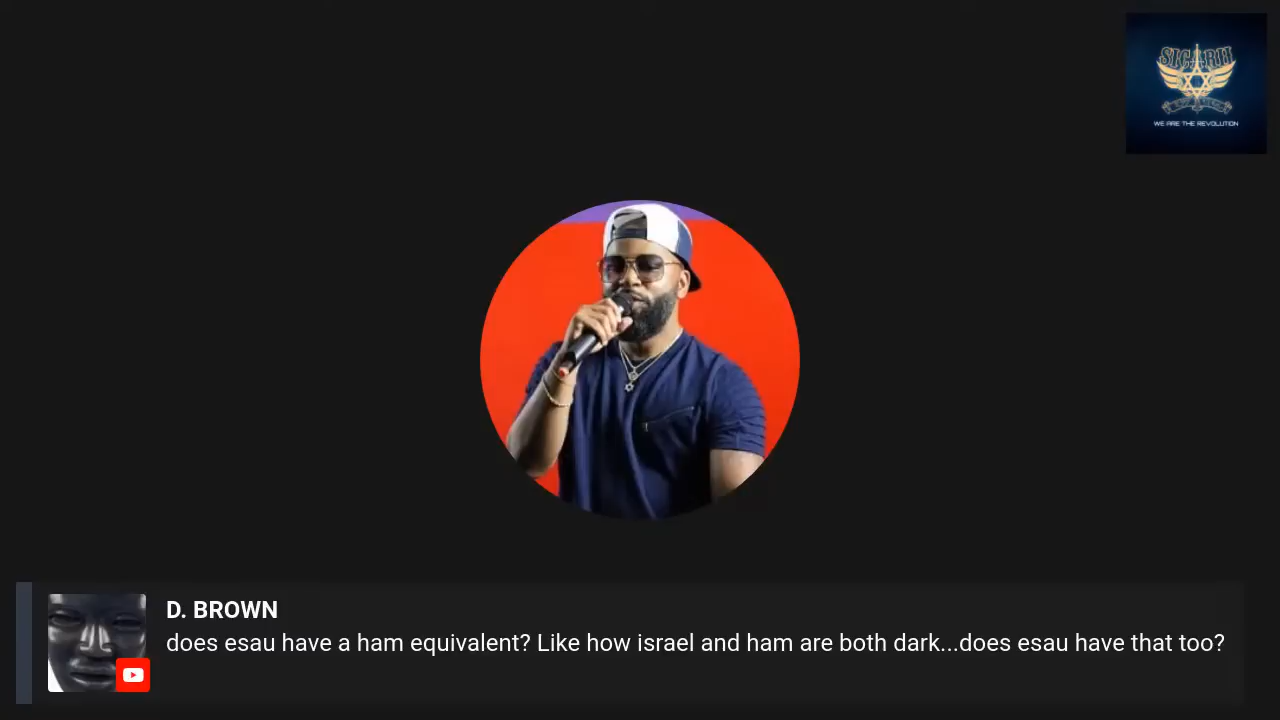 SICARII
WE ARE THE REVOLUTION
D. BROWN
does esau have a ham equivalent? Like how israel and ham are both dark...does esau have that too?